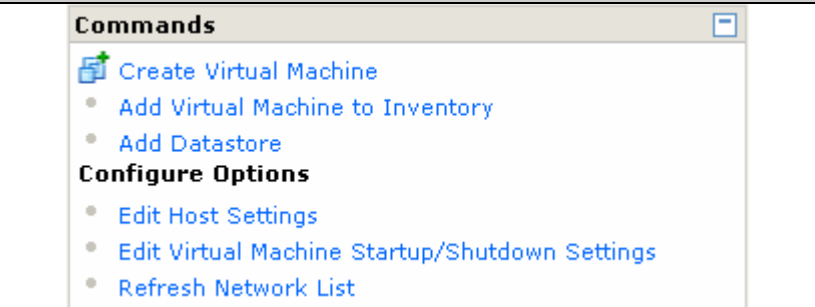 Commands
Create Virtual Machine
Add Virtual Machine to Inventory
Add Datastore
Configure Options
Edit Host Settings
Edit Virtual Machine Startup/Shutdown Settings
Refresh Network List